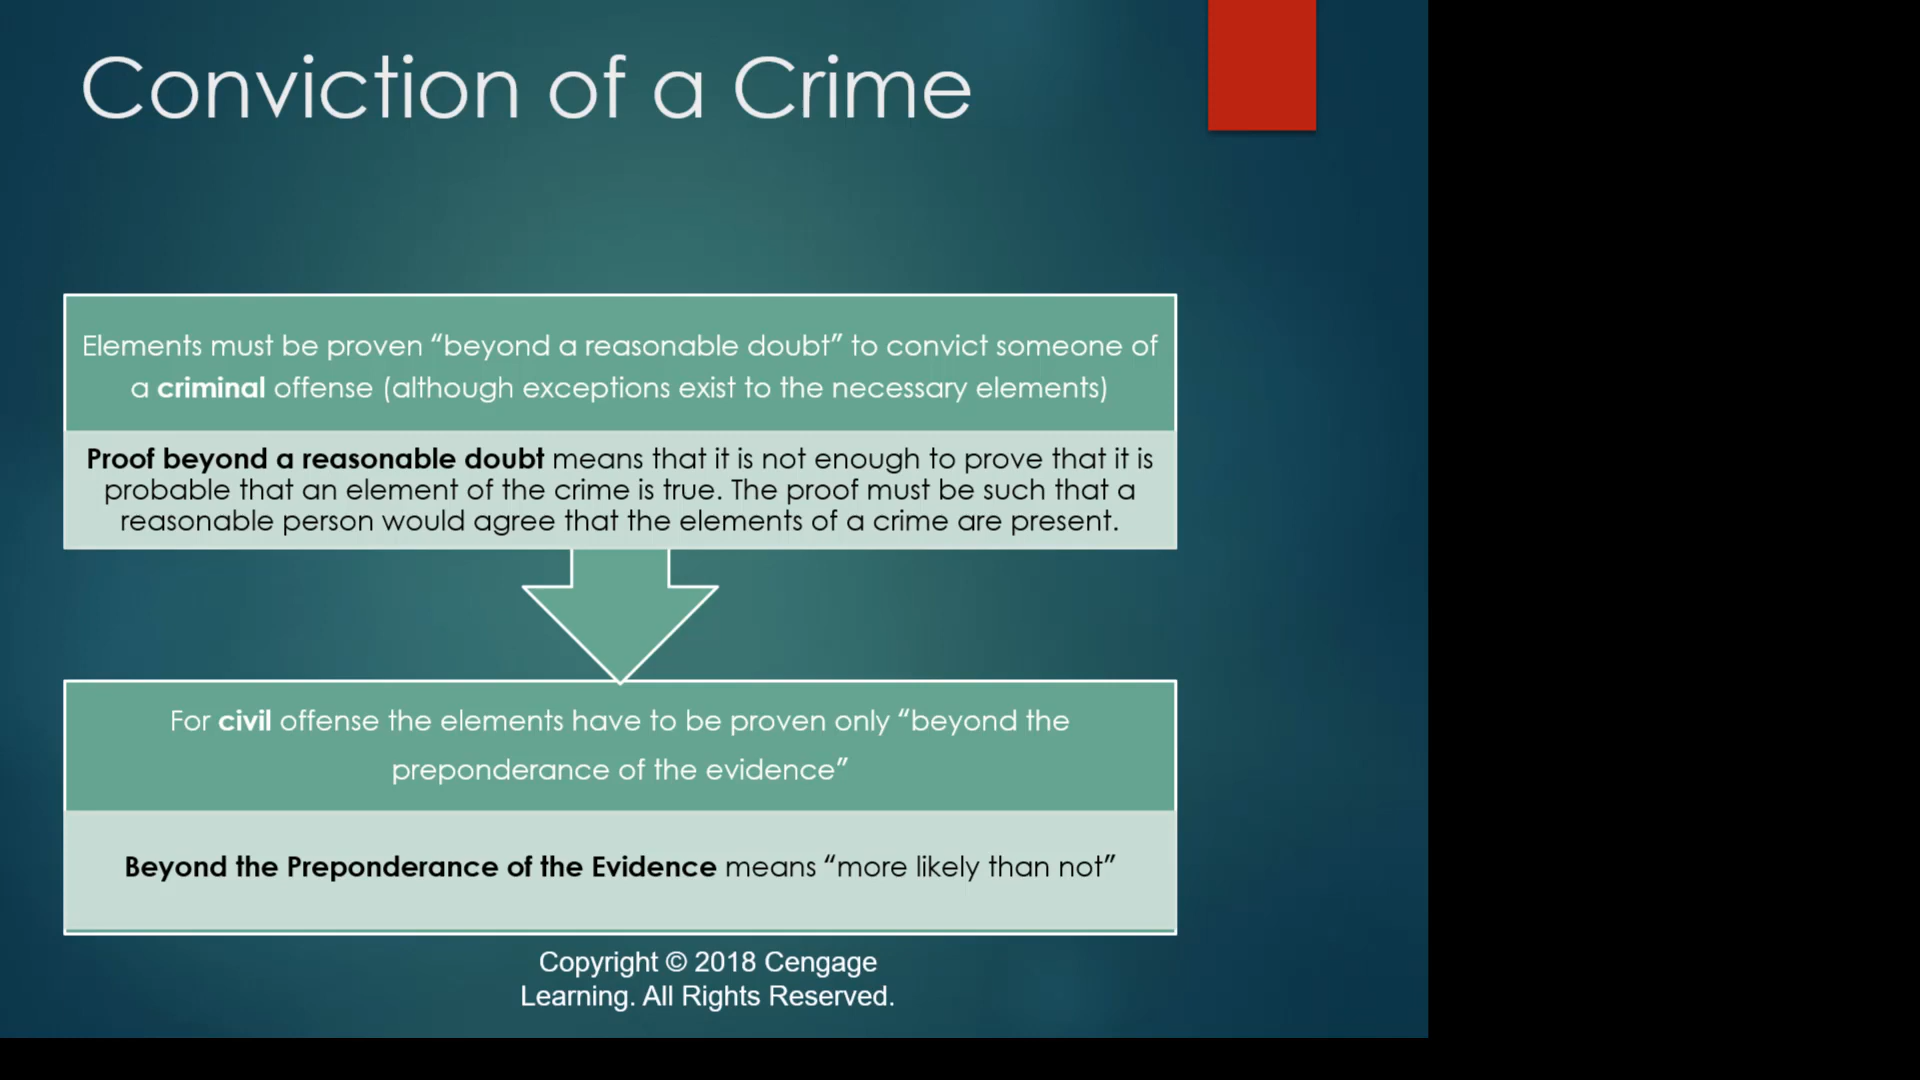 Conviction of a Crime
Elements must be proven “beyond a reasonable doubt” to convict someone of
a criminal offense (although exceptions exist to the necessary elements)
Proof beyond a reasonable doubt means that it is not enough to prove that it is
probable that an element of the crime is true. The proof must be such that a
reasonable person would agree that the elements of a crime are present.
For civil offense the elements have to be proven only “beyond the
preponderance of the evidence”
Beyond the Preponderance of the Evidence means “more likely than not”
Copyright © 2018 Cengage
Learning. All Rights Reserved.